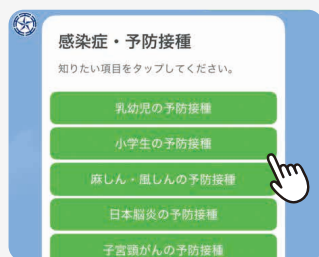 感染症・予防接種
知りたい項目をタップしてください。
乳幼児の予防接種
小学生の予防接種
麻しん・風しんの予防接種
日本脳炎の予防接種
子宮頸がんの予防接種